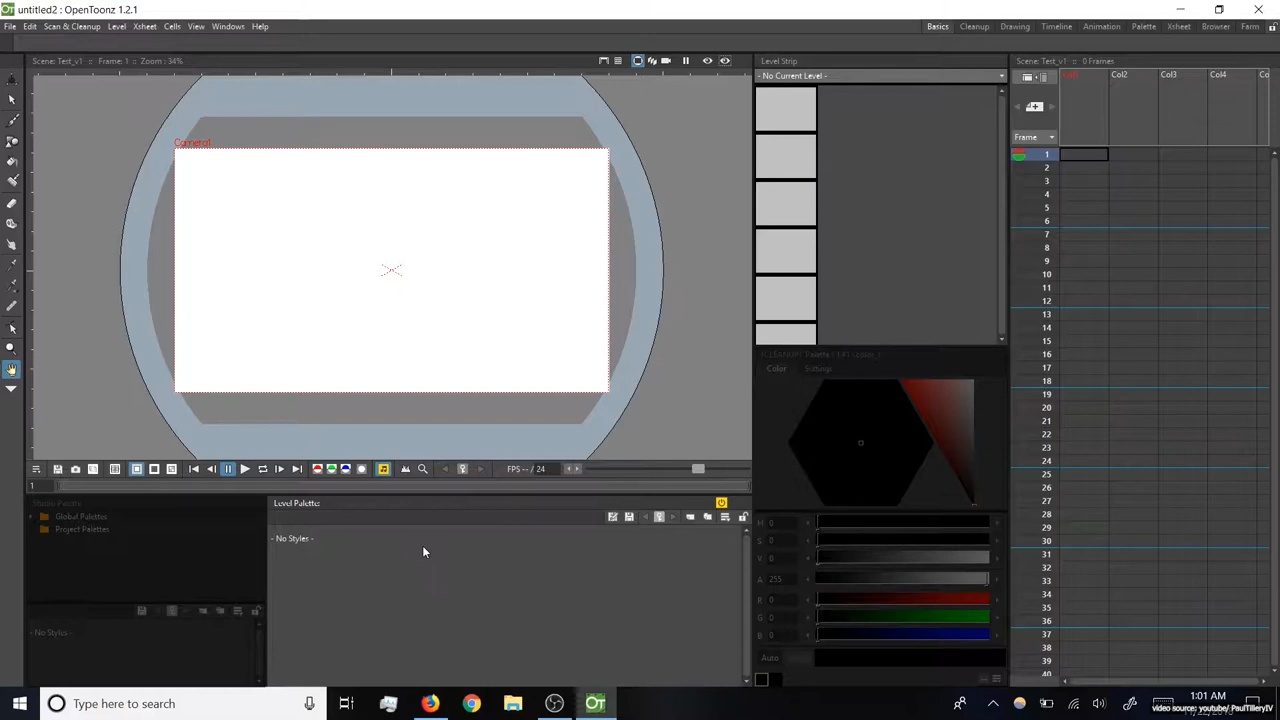 untitled2 : OpenToonz 1.2.1
File Edit Scan & Cleanup Level Xsheet Cells View Windows Help
Basics Cleanup Drawing Timeline Animation Palette Xsheet Browser Farm
Scene: Test_v1 :: Frame: 1 :: Zoom : 34%
Level Strip
Scene: Test_v1 :: 0 Frames
- No Current Level -
Col1 Col2 Col3 Col4 Co
Camera1
Frame
1
2
3
4
5
6
7
8
9
10
11
12
13
14
15
16
17
18
19
20
21
22
23
24
25
26
27
28
29
30
31
32
33
34
35
36
37
38
39
40
Color Settings
FPS -- / 24
1
Studio Palette
Global Palettes
Project Palettes
- No Styles -
Level Palette:
- No Styles -
H 0
S 0
V 0
A 255
R 0
G 0
B 0
Auto
Type here to search
1:01 AM
video source: youtube/ PaulTilleryIV